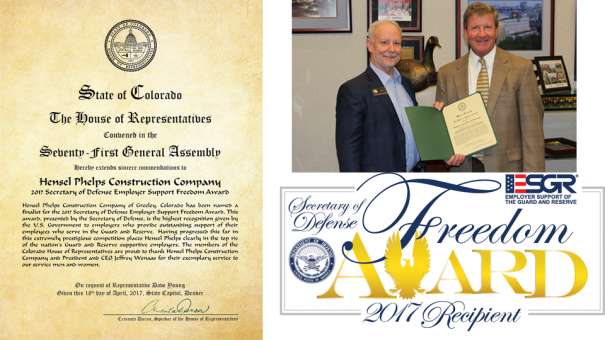 State of Colorado
The House of Representatives
Convened in the
Seventy-First General Assembly
Hereby extends sincere commendations to
Hensel Phelps Construction Company
2017 Secretary of Defense Employer Support Freedom Award
Hensel Phelps Construction Company of Greeley, Colorado has been named a
finalist for the 2017 Secretary of Defense Employer Support Freedom Award. This
award, presented by the Secretary of Defense, is the highest recognition given by
the U.S. Government to employers who provide outstanding support of their
employees who serve in the Guard and Reserve. Having progressed this far in
this extremely prestigious competition places Hensel Phelps clearly in the top 1%
of the nation's Guard and Reserve supportive employers. The members of the
Colorado House of Representatives are proud to thank Hensel Phelps Construction
Company and President and CEO Jeffrey Wenaas for their exemplary service to
our service men and women.
On request of Representative Dave Young
Given this 19th day of April, 2017, State Capitol, Denver
Crisanta Duran, Speaker of the House of Representatives
ESGR
EMPLOYER SUPPORT OF
THE GUARD AND RESERVE
Secretary of
Defense
Freedom
AWARD
2017 Recipient